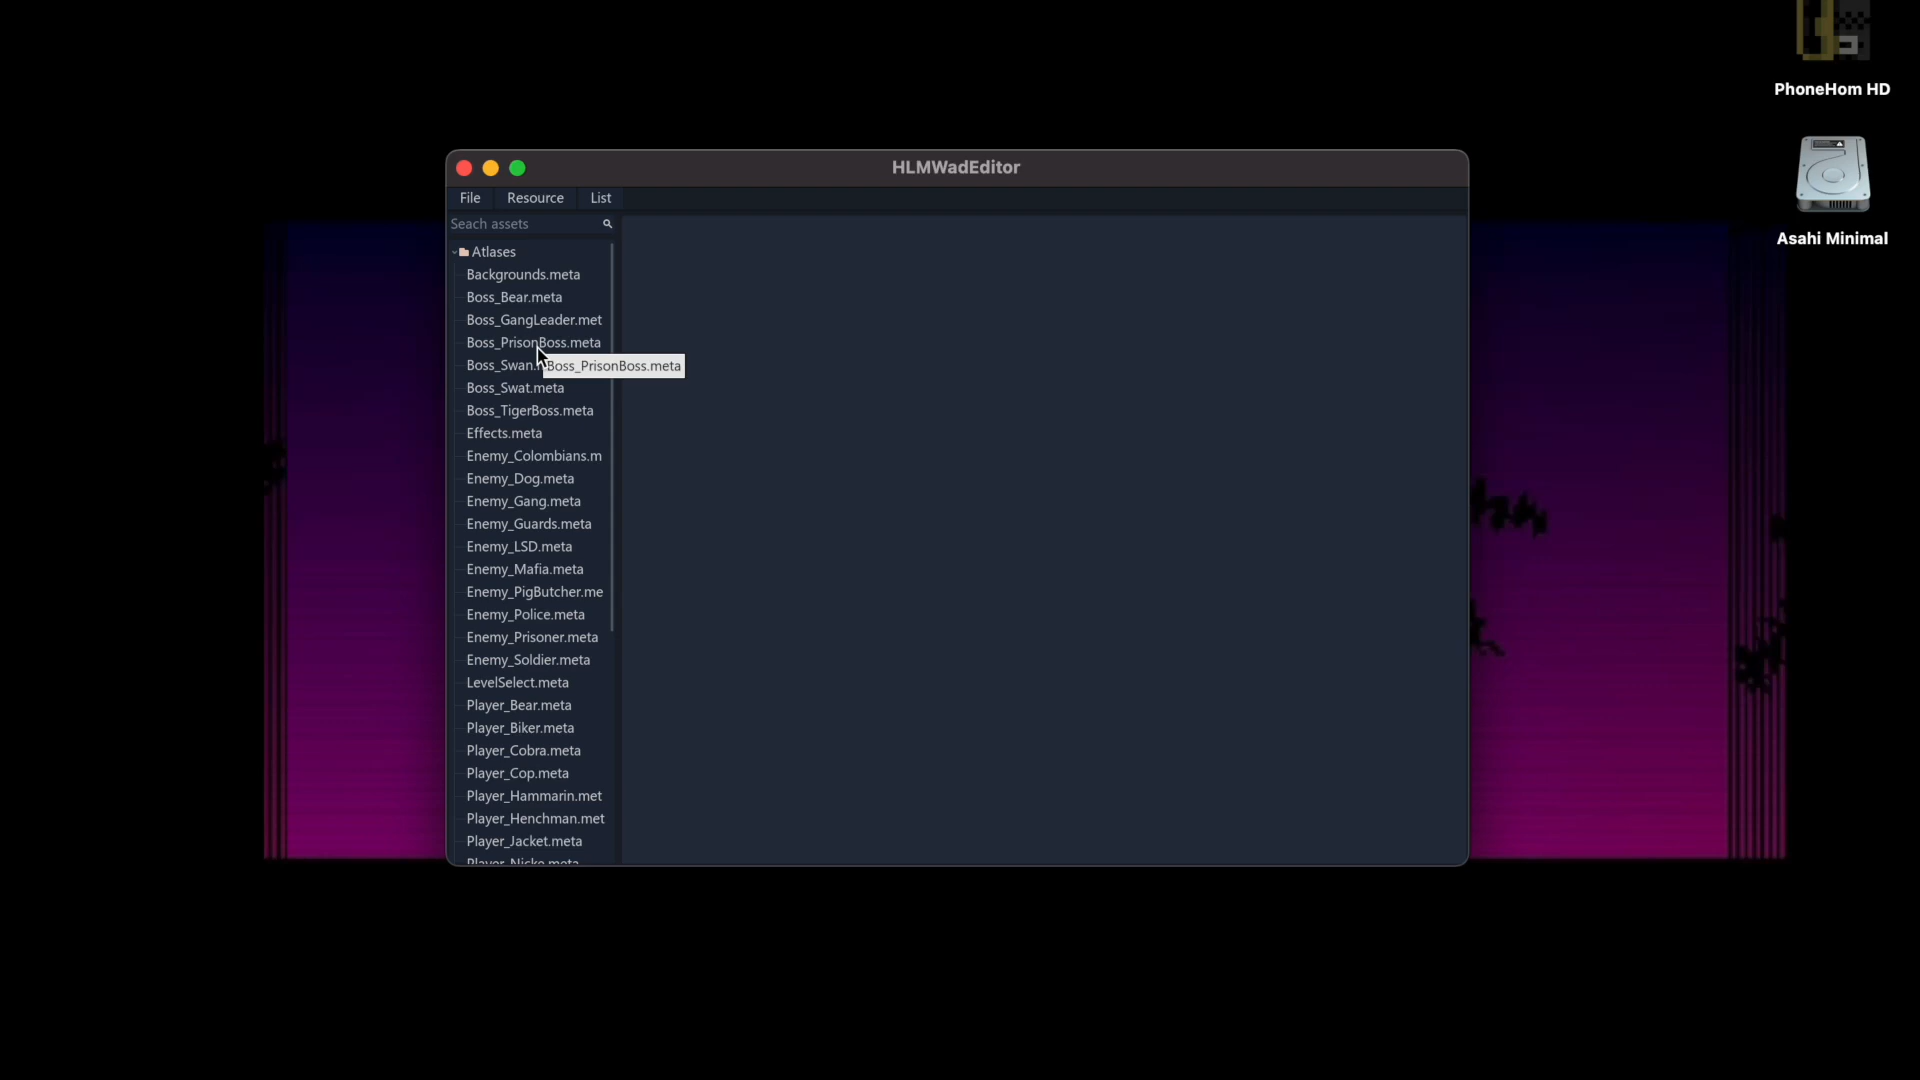 PhoneHom HD
Asahi Minimal
HLMWadEditor
File Resource List
Seach assets
Atlases
Backgrounds.meta
Boss_Bear.meta
Boss_GangLeader.met
Boss_PrisonBoss.meta
Boss_Swan.
Boss_PrisonBoss.meta
Boss_Swat.meta
Boss_TigerBoss.meta
Effects.meta
Enemy_Colombians.m
Enemy_Dog.meta
Enemy_Gang.meta
Enemy_Guards.meta
Enemy_LSD.meta
Enemy_Mafia.meta
Enemy_PigButcher.me
Enemy_Police.meta
Enemy_Prisoner.meta
Enemy_Soldier.meta
LevelSelect.meta
Player_Bear.meta
Player_Biker.meta
Player_Cobra.meta
Player_Cop.meta
Player_Hammarin.met
Player_Henchman.met
Player_Jacket.meta
Player_Nicke.meta